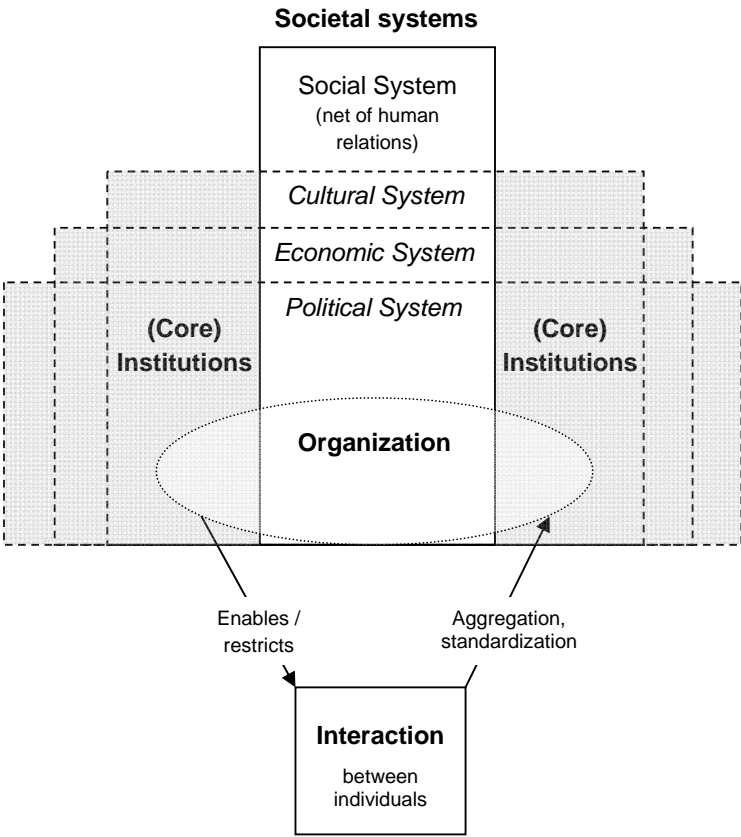 Societal systems
Social System
(net of human
relations)
Cultural System
Economic System
Political System
(Core)
Institutions
(Core)
Institutions
Organization
Enables /
restricts
Aggregation,
standardization
Interaction
between
individuals